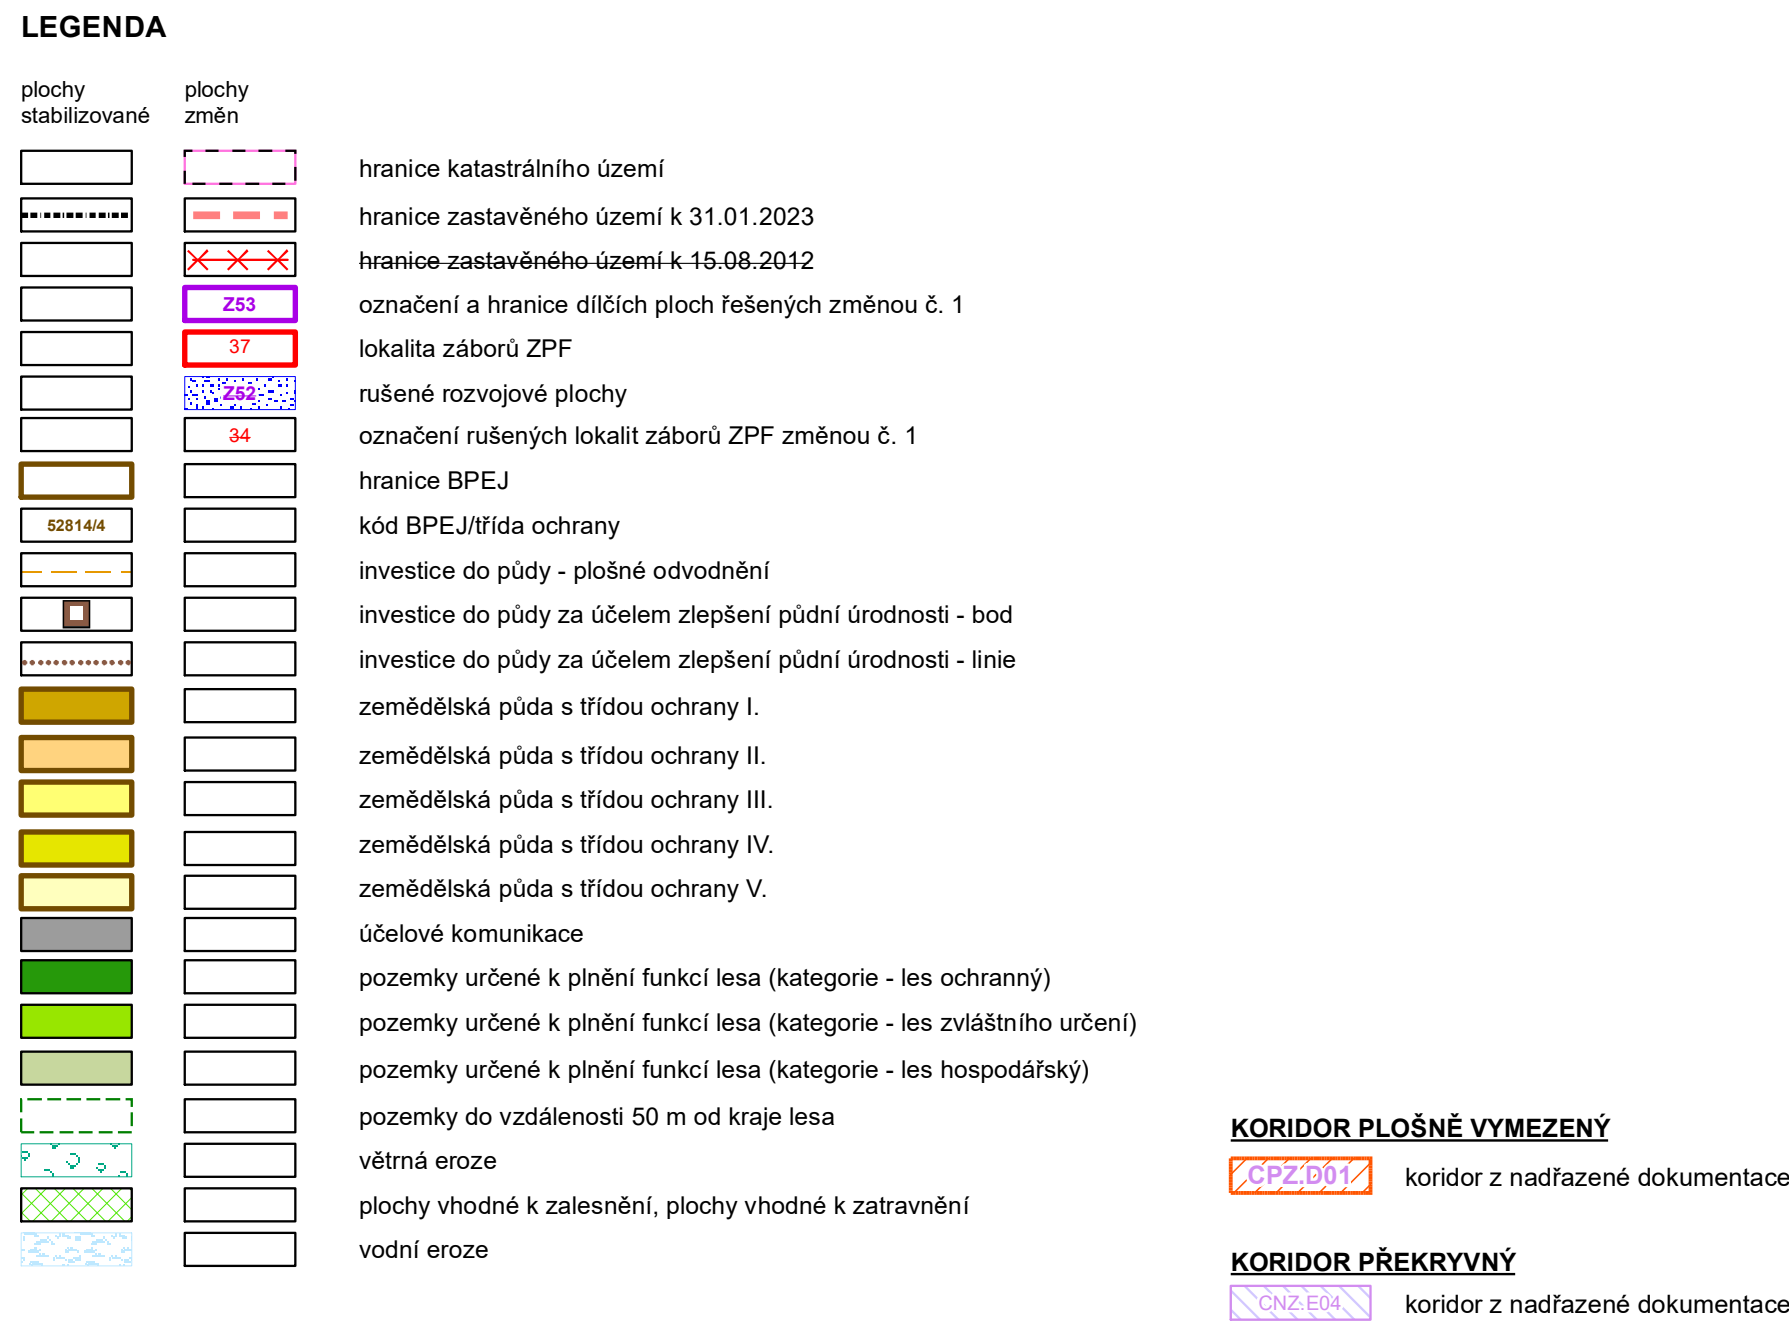 LEGENDA
plochy
stabilizované
plochy
změn
hranice katastrálního území
hranice zastavěného území k 31.01.2023
hranice zastavěného území k 15.08.2012
Z53 označení a hranice dílčích ploch řešených změnou č. 1
37 lokalita záborů ZPF
Z52 rušené rozvojové plochy
34 označení rušených lokalit záborů ZPF změnou č. 1
hranice BPEJ
52814/4 kód BPEJ/třída ochrany
investice do půdy - plošné odvodnění
investice do půdy za účelem zlepšení půdní úrodnosti - bod
investice do půdy za účelem zlepšení půdní úrodnosti - linie
zemědělská půda s třídou ochrany I.
zemědělská půda s třídou ochrany II.
zemědělská půda s třídou ochrany III.
zemědělská půda s třídou ochrany IV.
zemědělská půda s třídou ochrany V.
účelové komunikace
pozemky určené k plnění funkcí lesa (kategorie - les ochranný)
pozemky určené k plnění funkcí lesa (kategorie - les zvláštního určení)
pozemky určené k plnění funkcí lesa (kategorie - les hospodářský)
pozemky do vzdálenosti 50 m od kraje lesa
větrná eroze
plochy vhodné k zalesnění, plochy vhodné k zatravnění
vodní eroze
KORIDOR PLOŠNĚ VYMEZENÝ
CPZ.D01 koridor z nadřazené dokumentace
KORIDOR PŘEKRYVNÝ
CNZ.E04 koridor z nadřazené dokumentace